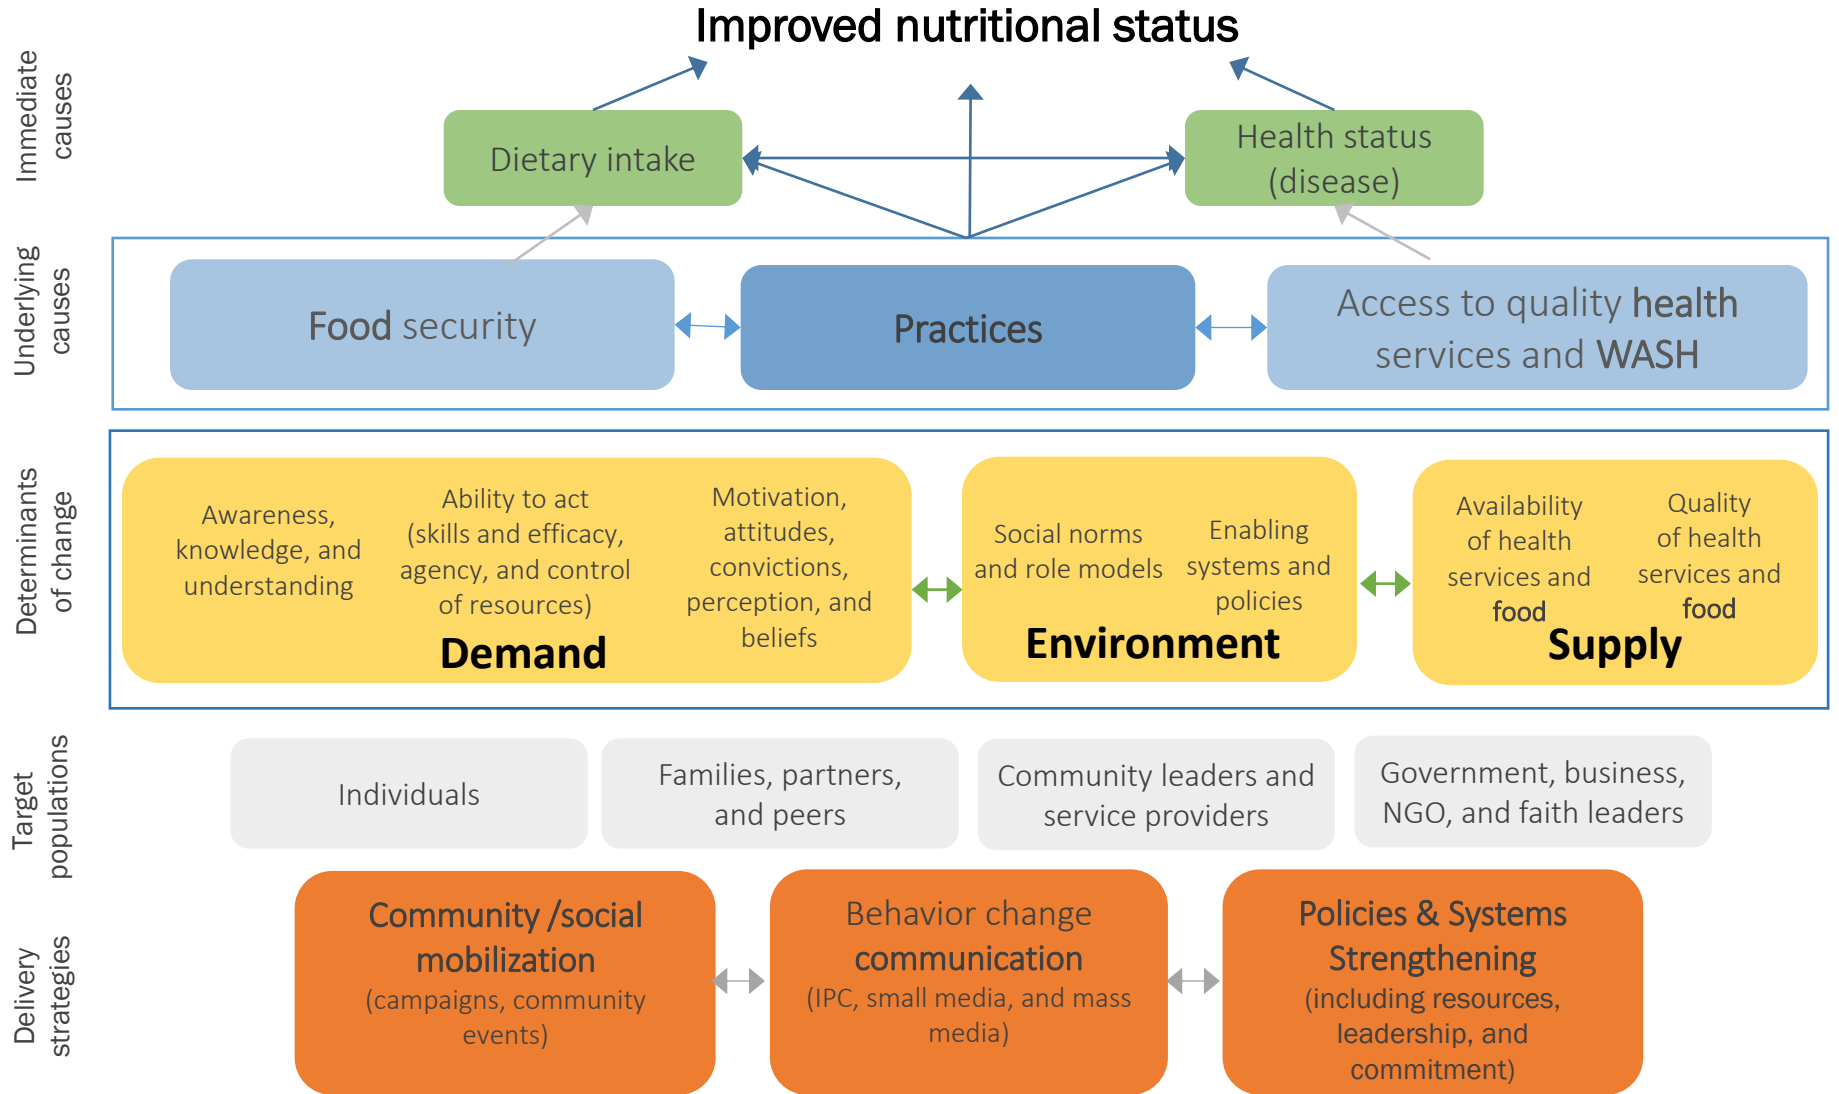 Improved nutritional status
Immediate
causes
Dietary intake
Health status
(disease)
Underlying
causes
Food security
Practices
Access to quality health
services and WASH
Determinants
of change
Awareness,
knowledge, and
understanding
Ability to act
(skills and efficacy,
agency, and control
of resources)
Motivation,
attitudes,
convictions,
perception, and
beliefs
Demand
Social norms
and role models
Enabling
systems and
policies
Environment
Availability
of health
services and
food
Quality
of health
services and
food
Supply
Target
populations
Individuals
Families, partners,
and peers
Community leaders and
service providers
Government, business,
NGO, and faith leaders
Delivery
strategies
Community /social
mobilization
(campaigns, community
events)
Behavior change
communication
(IPC, small media, and mass
media)
Policies & Systems
Strengthening
(including resources,
leadership, and
commitment)